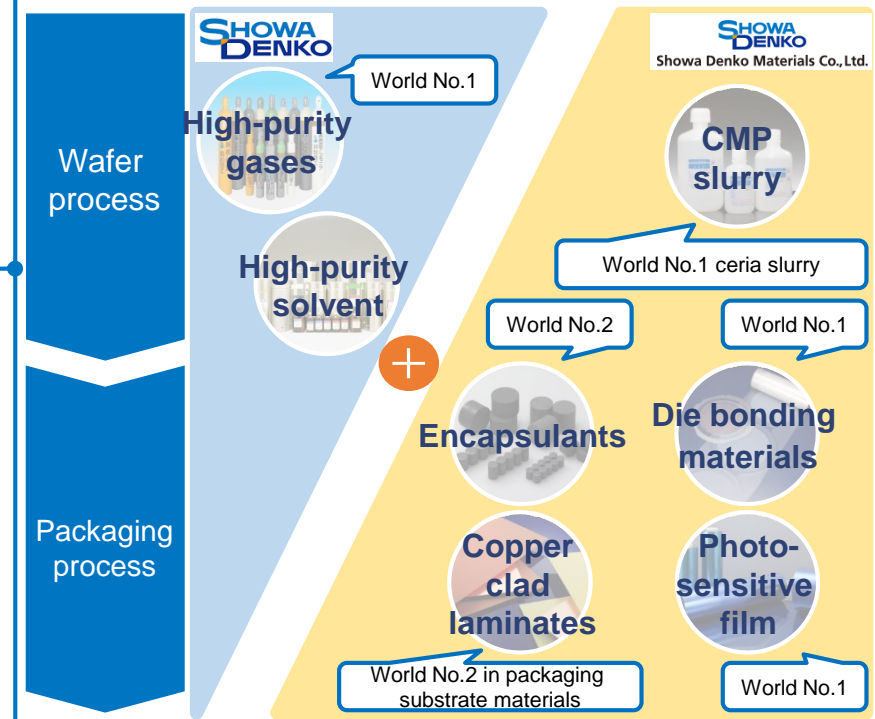 SHOWA
DENKO
World No.1
High-purity
gases
High-purity
solvent
Wafer
process
Packaging
process
SHOWA
DENKO
Showa Denko Materials Co.,Ltd.
CMP
slurry
World No.1 ceria slurry
World No.2
World No.1
Encapsulants
Die bonding
materials
Copper
clad
laminates
Photo-
sensitive
film
World No.2 in packaging
substrate materials
World No.1